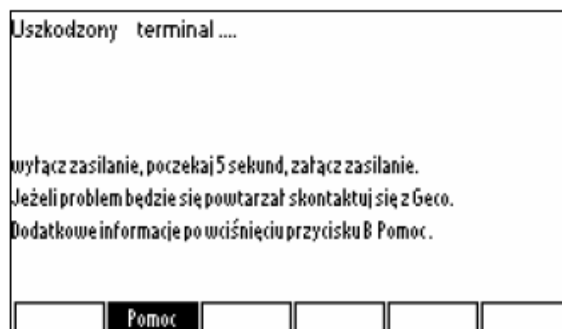 Uszkodzony terminal ....
wyłącz zasilanie, poczekaj 5 sekund, załącz zasilanie.
Jeżeli problem będzie się powtarzał skontaktuj się z Geco.
Dodatkowe informacje po wciśnięciu przycisku B Pomoc.
Pomoc